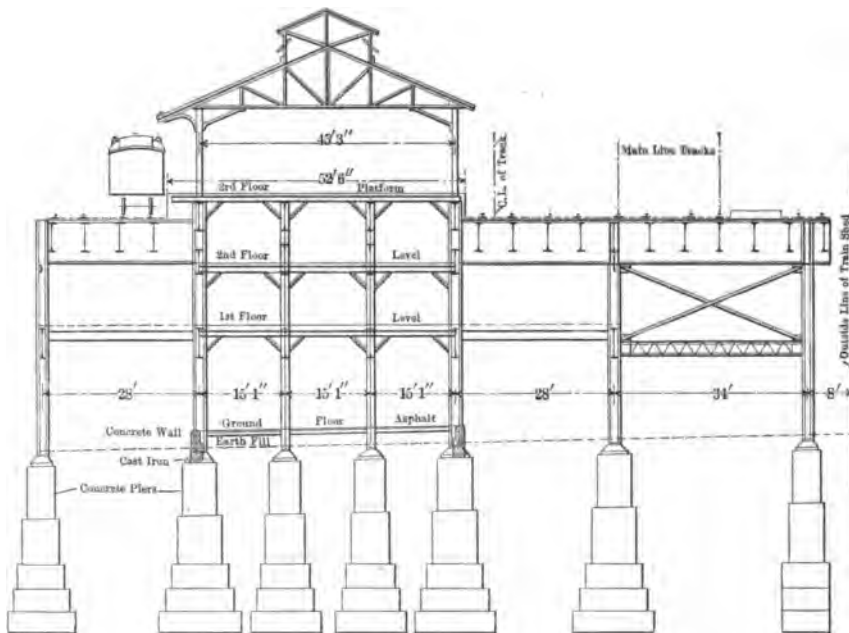 43'3"
C.L. of Track
Main Line Tracks
52'6"
3rd Floor Platform
2nd Floor Level
1st Floor Level
Outside Line of Train Shed
28' 15'1" 15'1" 15'1" 28' 34' 8'
Ground Floor Asphalt
Concrete Wall
Earth Fill
Cast Iron
Concrete Piers